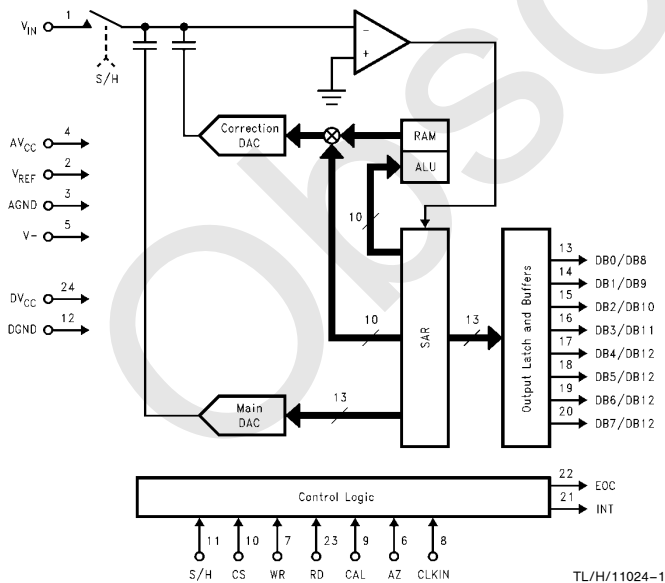 V_IN 1
S/H
- +
Correction DAC
RAM
ALU
AV_CC 4
V_REF 2
AGND 3
V- 5
DV_CC 24
DGND 12
10
10
13
Main DAC
SAR
13
Output Latch and Buffers
13 DB0/DB8
14 DB1/DB9
15 DB2/DB10
16 DB3/DB11
17 DB4/DB12
18 DB5/DB12
19 DB6/DB12
20 DB7/DB12
Control Logic
22 EOC
21 INT
11 10 7 23 9 6 8
S/H CS WR RD CAL AZ CLKIN
TL/H/11024-1
Obso